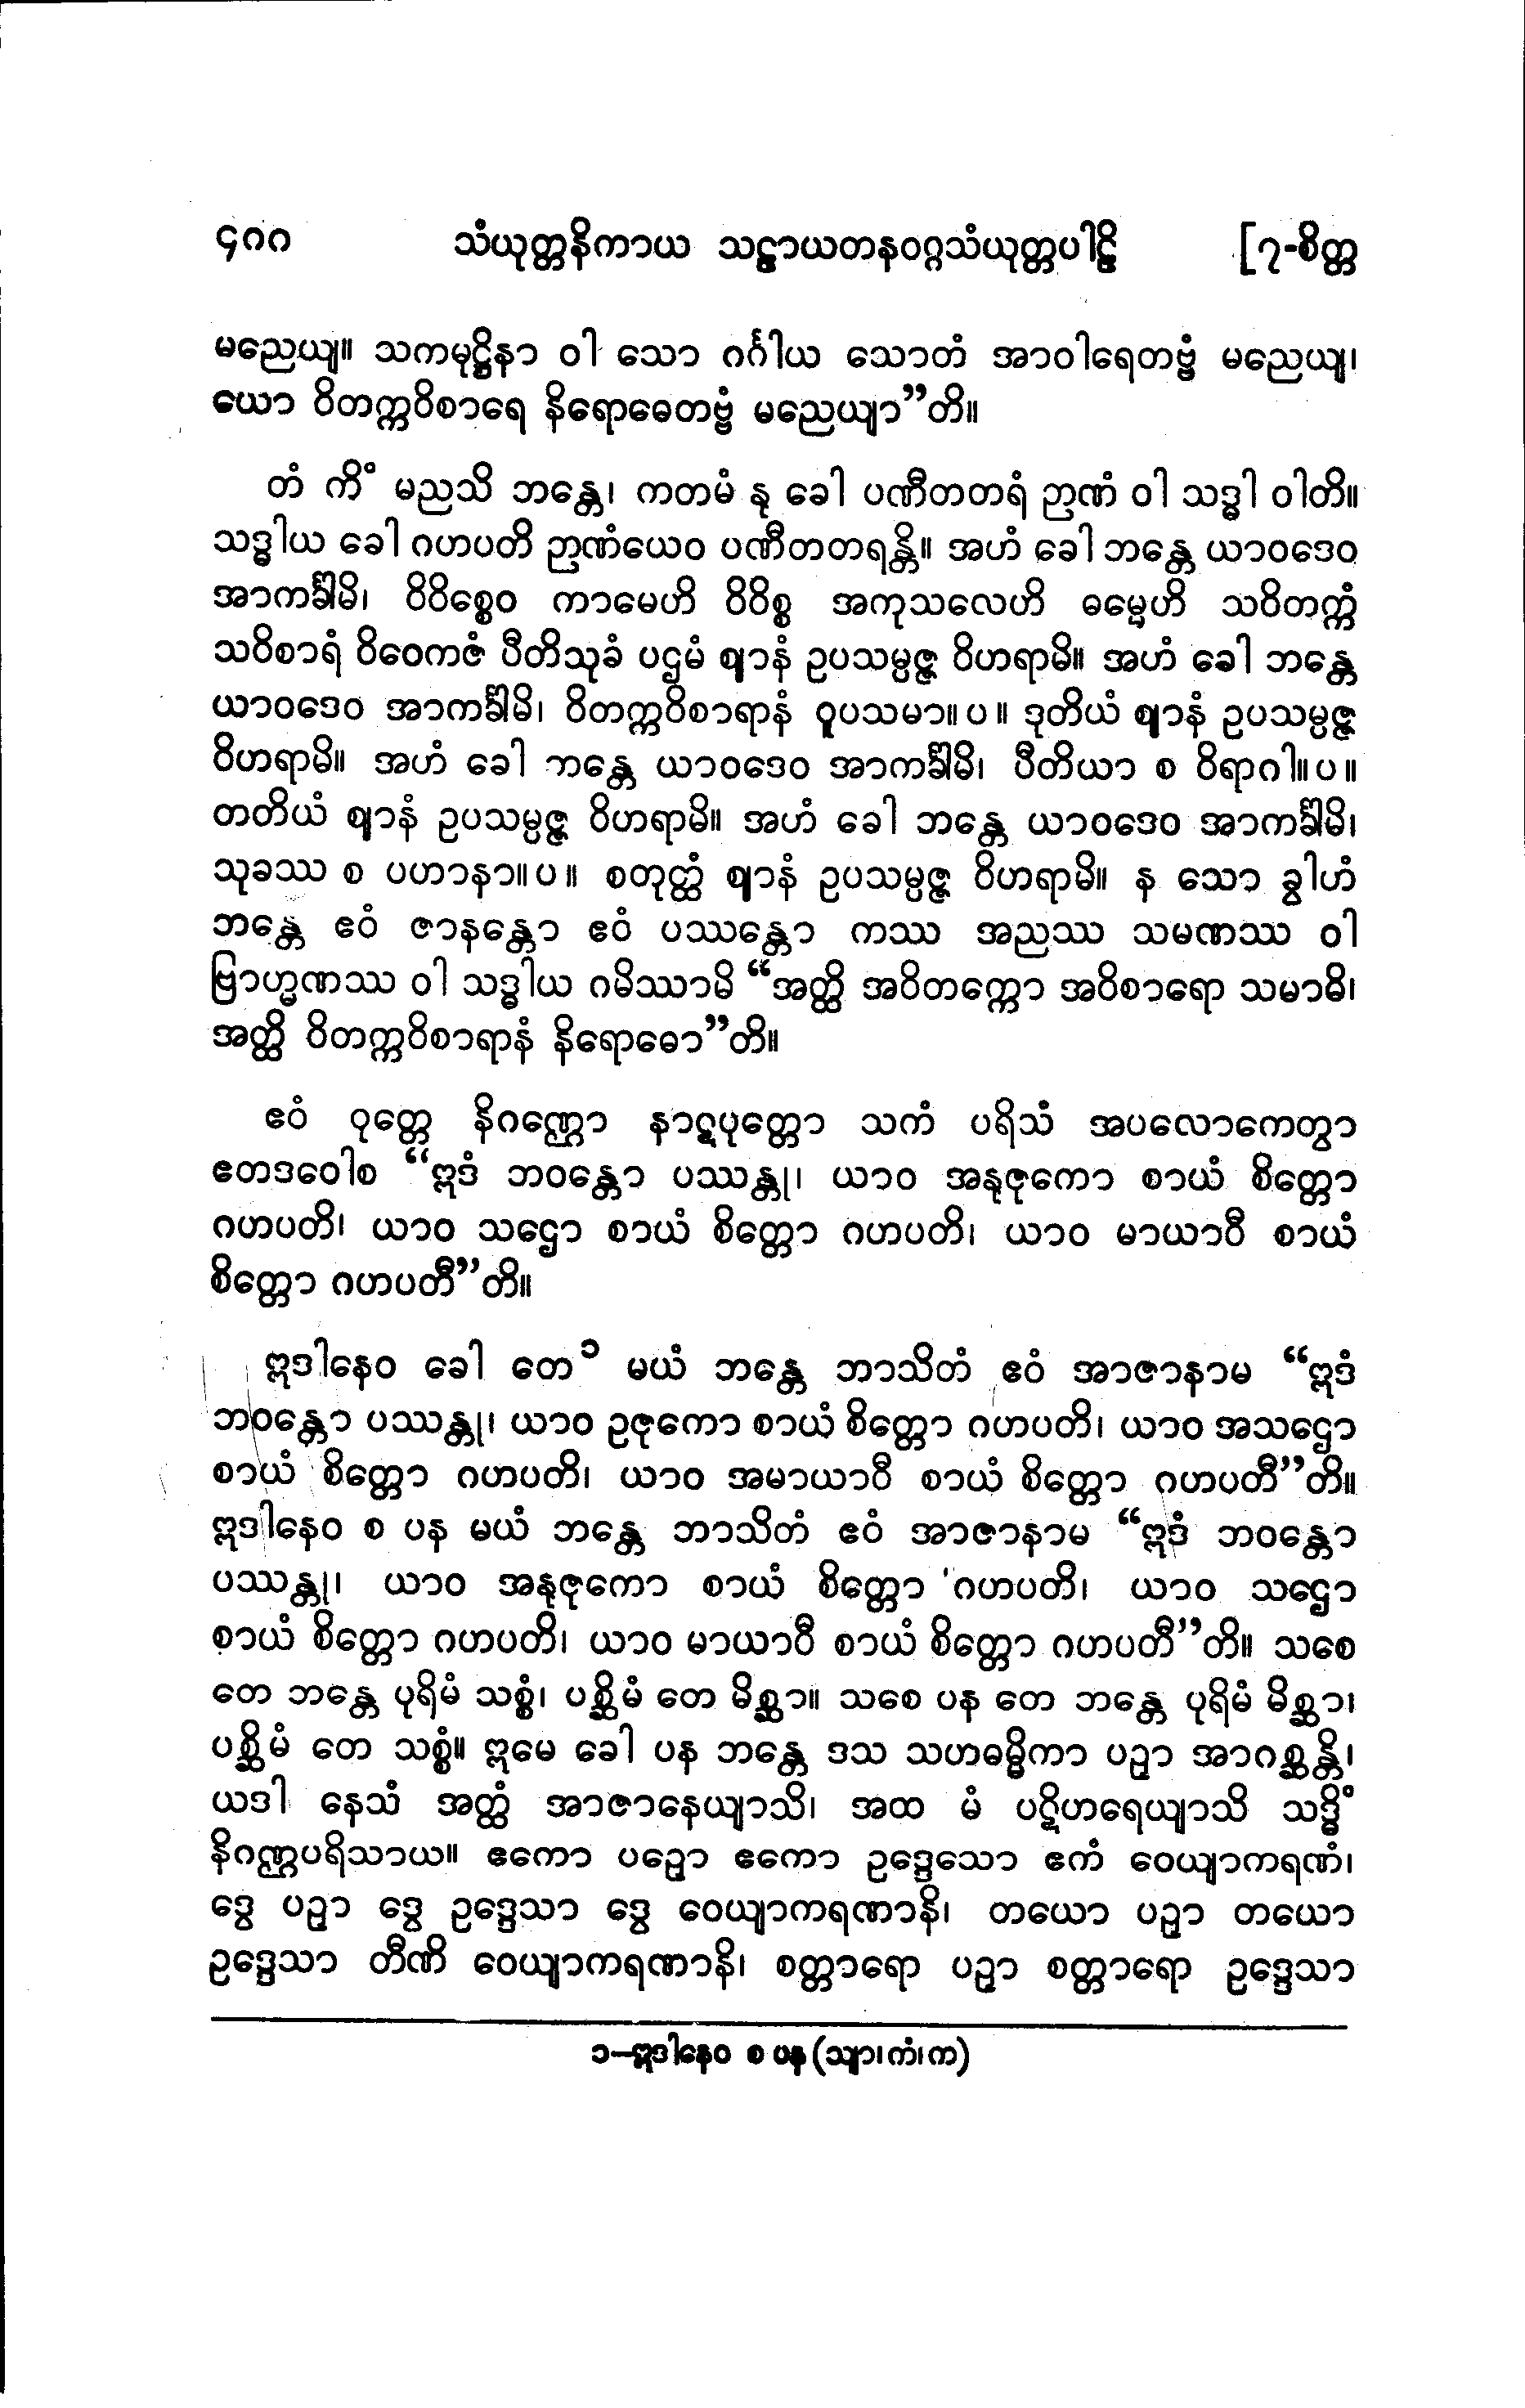 ၄၈၈ သံယုတ္တနိကာယ သဠာယတနဝဂ္ဂသံယုတ္တပါဠိ [၇-စိတ္တ
မညေယျ။ သကမုဋ္ဌိနာ ဝါ သော ဂင်္ဂါယ သောတံ အာဝါရေတဗ္ဗံ မညေယျ၊
ယော ဝိတက္ကဝိစာရေ နိရောဓေတဗ္ဗံ မညေယျာ”တိ။
တံ ကိံ မညသိ ဘန္တေ၊ ကတမံ နု ခေါ ပဏီတတရံ ဉာဏံ ဝါ သဒ္ဓါ ဝါတိ။
သဒ္ဓါယ ခေါ ဂဟပတိ ဉာဏံယေဝ ပဏီတတရန္တိ။ အဟံ ခေါ ဘန္တေ ယာဝဒေဝ
အာကင်္ခါမိ၊ ဝိဝိစ္စေဝ ကာမေဟိ ဝိဝိစ္စ အကုသလေဟိ ဓမ္မေဟိ သဝိတက္ကံ
သဝိစာရံ ဝိဝေကဇံ ပီတိသုခံ ပဌမံ ဈာနံ ဥပသမ္ပဇ္ဇ ဝိဟရာမိ။ အဟံ ခေါ ဘန္တေ
ယာဝဒေဝ အာကင်္ခါမိ၊ ဝိတက္ကဝိစာရာနံ ဝူပသမာ။ပ။ ဒုတိယံ ဈာနံ ဥပသမ္ပဇ္ဇ
ဝိဟရာမိ။ အဟံ ခေါ ဘန္တေ ယာဝဒေဝ အာကင်္ခါမိ၊ ပီတိယာ စ ဝိရာဂါ။ပ။
တတိယံ ဈာနံ ဥပသမ္ပဇ္ဇ ဝိဟရာမိ။ အဟံ ခေါ ဘန္တေ ယာဝဒေဝ အာကင်္ခါမိ၊
သုခဿ စ ပဟာနာ။ပ။ စတုတ္ထံ ဈာနံ ဥပသမ္ပဇ္ဇ ဝိဟရာမိ။ န သော ခွါဟံ
ဘန္တေ ဧဝံ ဇာနန္တော ဧဝံ ပဿန္တော ကဿ အညဿ သမဏဿ ဝါ
ဗြာဟ္မဏဿ ဝါ သဒ္ဓါယ ဂမိဿာမိ “အတ္ထိ အဝိတက္ကော အဝိစာရော သမာဓိ၊
အတ္ထိ ဝိတက္ကဝိစာရာနံ နိရောဓော”တိ။
ဧဝံ ဝုတ္တေ နိဂဏ္ဌော နာဋပုတ္တော သကံ ပရိသံ အပလောကေတွာ
ဧတဒဝေါစ “ဣဒံ ဘဝန္တော ပဿန္တု၊ ယာဝ အနုဇုကော စာယံ စိတ္တော
ဂဟပတိ၊ ယာဝ သဌော စာယံ စိတ္တော ဂဟပတိ၊ ယာဝ မာယာဝီ စာယံ
စိတ္တော ဂဟပတီ”တိ။
ဣဒါနေဝ ခေါ တေ ၁ မယံ ဘန္တေ ဘာသိတံ ဧဝံ အာဇာနာမ “ဣဒံ
ဘဝန္တော ပဿန္တု၊ ယာဝ ဥဇုကော စာယံ စိတ္တော ဂဟပတိ၊ ယာဝ အသဌော
စာယံ စိတ္တော ဂဟပတိ၊ ယာဝ အမာယာဝီ စာယံ စိတ္တော ဂဟပတီ”တိ။
ဣဒါနေဝ စ ပန မယံ ဘန္တေ ဘာသိတံ ဧဝံ အာဇာနာမ “ဣဒံ ဘဝန္တော
ပဿန္တု၊ ယာဝ အနုဇုကော စာယံ စိတ္တော ဂဟပတိ၊ ယာဝ သဌော
စာယံ စိတ္တော ဂဟပတိ၊ ယာဝ မာယာဝီ စာယံ စိတ္တော ဂဟပတီ”တိ။ သစေ
တေ ဘန္တေ ပုရိမံ သစ္စံ၊ ပစ္ဆိမံ တေ မိစ္ဆာ။ သစေ ပန တေ ဘန္တေ ပုရိမံ မိစ္ဆာ၊
ပစ္ဆိမံ တေ သစ္စံ။ ဣမေ ခေါ ပန ဘန္တေ ဒသ သဟဓမ္မိကာ ပဉှာ အာဂစ္ဆန္တိ၊
ယဒါ နေသံ အတ္ထံ အာဇာနေယျာသိ၊ အထ မံ ပဋိဟရေယျာသိ သဒ္ဓိံ
နိဂဏ္ဌပရိသာယ။ ဧကော ပဉှော ဧကော ဥဒ္ဒေသော ဧကံ ဝေယျာကရဏံ၊
ဒွေ ပဉှာ ဒွေ ဥဒ္ဒေသာ ဒွေ ဝေယျာကရဏာနိ၊ တယော ပဉှာ တယော
ဥဒ္ဒေသာ တီဏိ ဝေယျာကရဏာနိ၊ စတ္တာရော ပဉှာ စတ္တာရော ဥဒ္ဒေသာ
၁—ဣဒါနေဝ စ ပန (သျာ၊ကံ၊က)